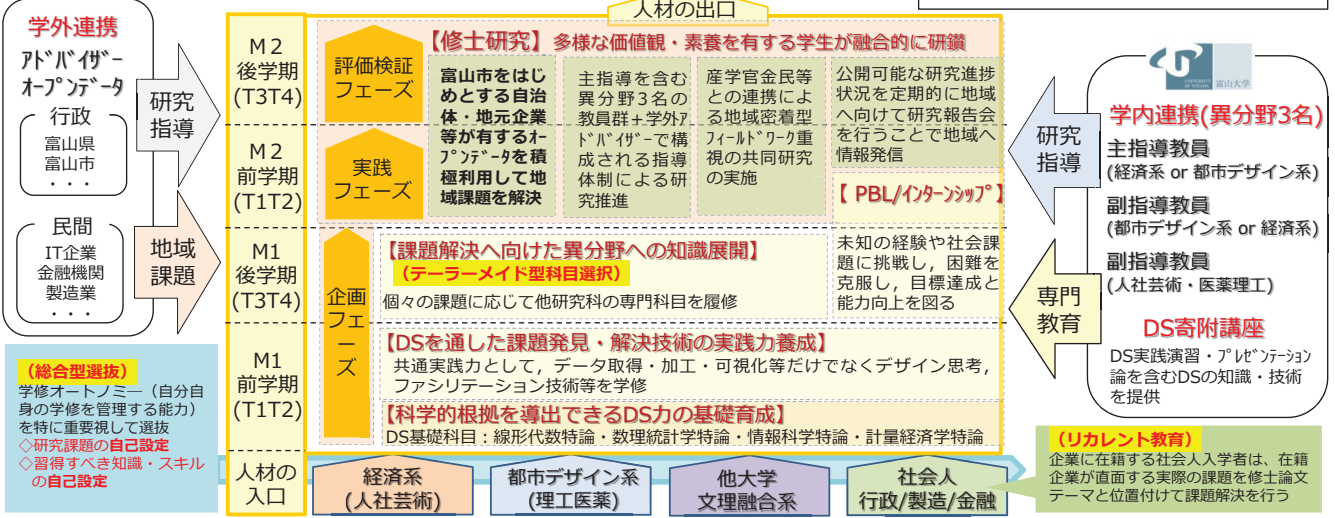 人材の出口
学外連携
ｱﾄﾞﾊﾞｲｻﾞｰ
ｵｰﾌﾟﾝﾃﾞｰﾀ
行政
富山県
富山市
・・・
民間
IT企業
金融機関
製造業
・・・
研究
指導
地域
課題
M２
後学期
(T3T4)
M２
前学期
(T1T2)
M1
後学期
(T3T4)
M1
前学期
(T1T2)
人材の
入口
評価検証
フェーズ
実践
フェーズ
企画
フェ
ー
ズ
【修士研究】多様な価値観・素養を有する学生が融合的に研鑽
富山市をはじ
めとする自治
体・地元企業
等が有するｵｰ
ﾌﾟﾝﾃﾞｰﾀを積
極利用して地
域課題を解決
主指導を含む
異分野3名の
教員群＋学外ｱ
ﾄﾞﾊﾞｲｻﾞｰで構
成される指導
体制による研
究推進
産学官金民等
との連携によ
る地域密着型
ﾌｨｰﾙﾄﾞﾜｰｸ重
視の共同研究
の実施
公開可能な研究進捗
状況を定期的に地域
へ向けて研究報告会
を行うことで地域へ
情報発信
【 PBL/ｲﾝﾀｰﾝｼｯﾌﾟ】
未知の経験や社会課
題に挑戦し，困難を
克服し，目標達成と
能力向上を図る
【課題解決へ向けた異分野への知識展開】
（テーラーメイド型科目選択）
個々の課題に応じて他研究科の専門科目を履修
【DSを通した課題発見・解決技術の実践力養成】
共通実践力として，データ取得・加工・可視化等だけでなくデザイン思考，
ファシリテーション技術等を学修
【科学的根拠を導出できるDS力の基礎育成】
DS基礎科目：線形代数特論・数理統計学特論・情報科学特論・計量経済学特論
経済系
(人社芸術)
都市デザイン系
(理工医薬)
他大学
文理融合系
社会人
行政/製造/金融
研究
指導
専門
教育
富山大学
学内連携(異分野3名)
主指導教員
(経済系 or 都市デザイン系)
副指導教員
(都市デザイン系 or 経済系)
副指導教員
(人社芸術・医薬理工)
DS寄附講座
DS実践演習・ﾌﾟﾚｾﾞﾝﾃｰｼｮﾝ
論を含むDSの知識・技術
を提供
（総合型選抜）
学修オートノミー（自分自
身の学修を管理する能力）
を特に重要視して選抜
◇研究課題の自己設定
◇習得すべき知識・スキル
の自己設定
（リカレント教育）
企業に在籍する社会人入学者は、在籍
企業が直面する実際の課題を修士論文
テーマと位置付けて課題解決を行う